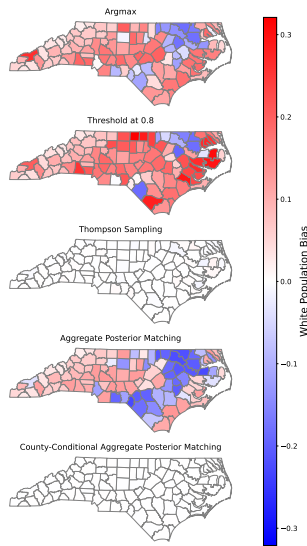 Argmax
Threshold at 0.8
Thompson Sampling
Aggregate Posterior Matching
County-Conditional Aggregate Posterior Matching
0.3
0.2
0.1
0.0
−0.1
−0.2
−0.3
White Population Bias